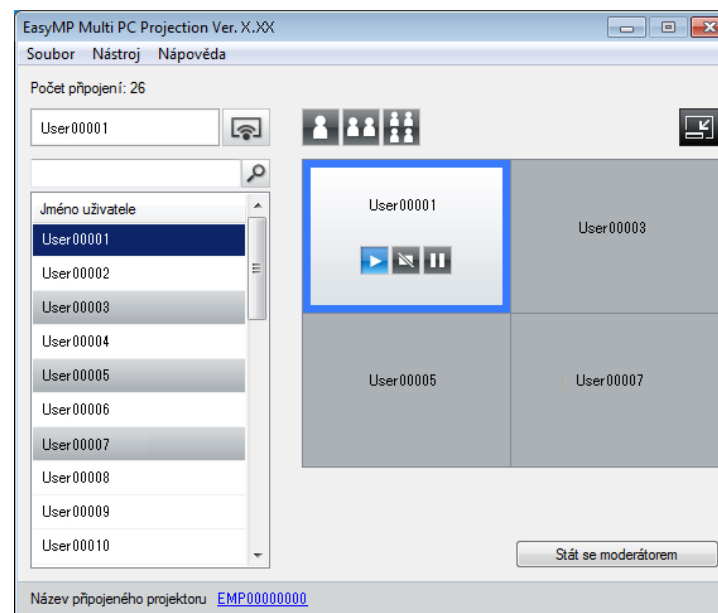 EasyMP Multi PC Projection Ver. X.XX
Soubor Nástroj Nápověda
Počet připojení: 26
User00001
Jméno uživatele
User00001
User00002
User00003
User00004
User00005
User00006
User00007
User00008
User00009
User00010
User00001
User00003
User00005
User00007
Stát se moderátorem
Název připojeného projektoru EMP00000000